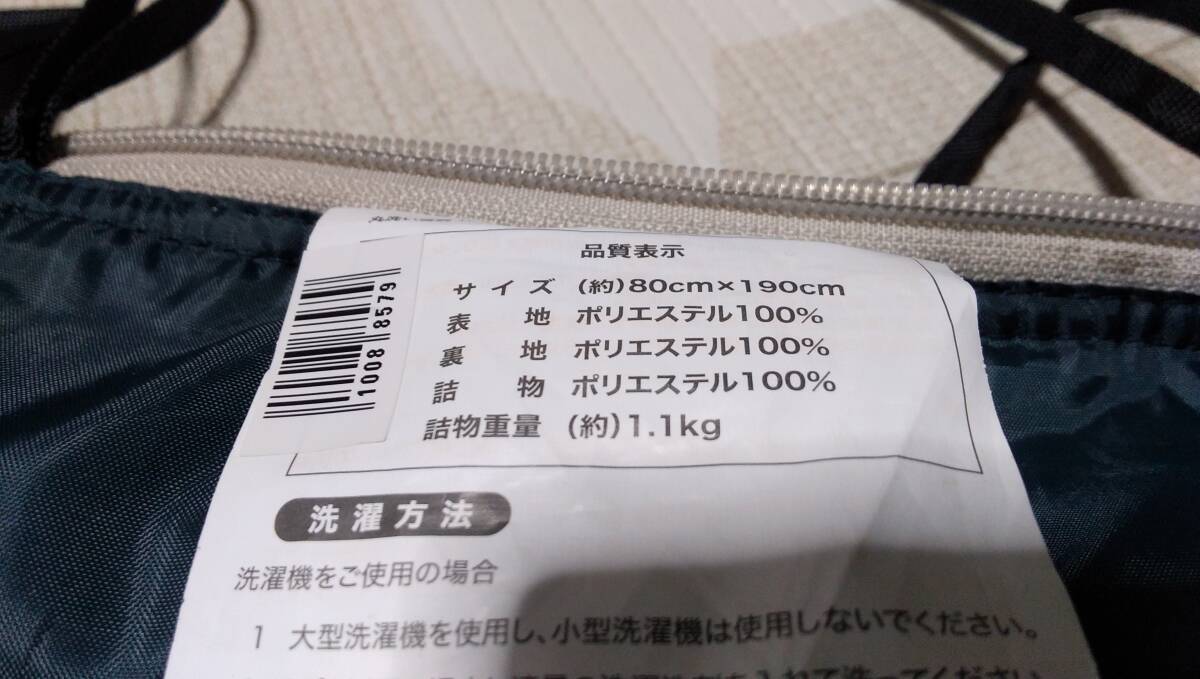 品質表示
サイズ (約)80cm×190cm
表地 ポリエステル100%
裏地 ポリエステル100%
詰物 ポリエステル100%
詰物重量 (約)1.1kg
1008 8579
洗濯方法
洗濯機をご使用の場合
1 大型洗濯機を使用し、小型洗濯機は使用しないでください。